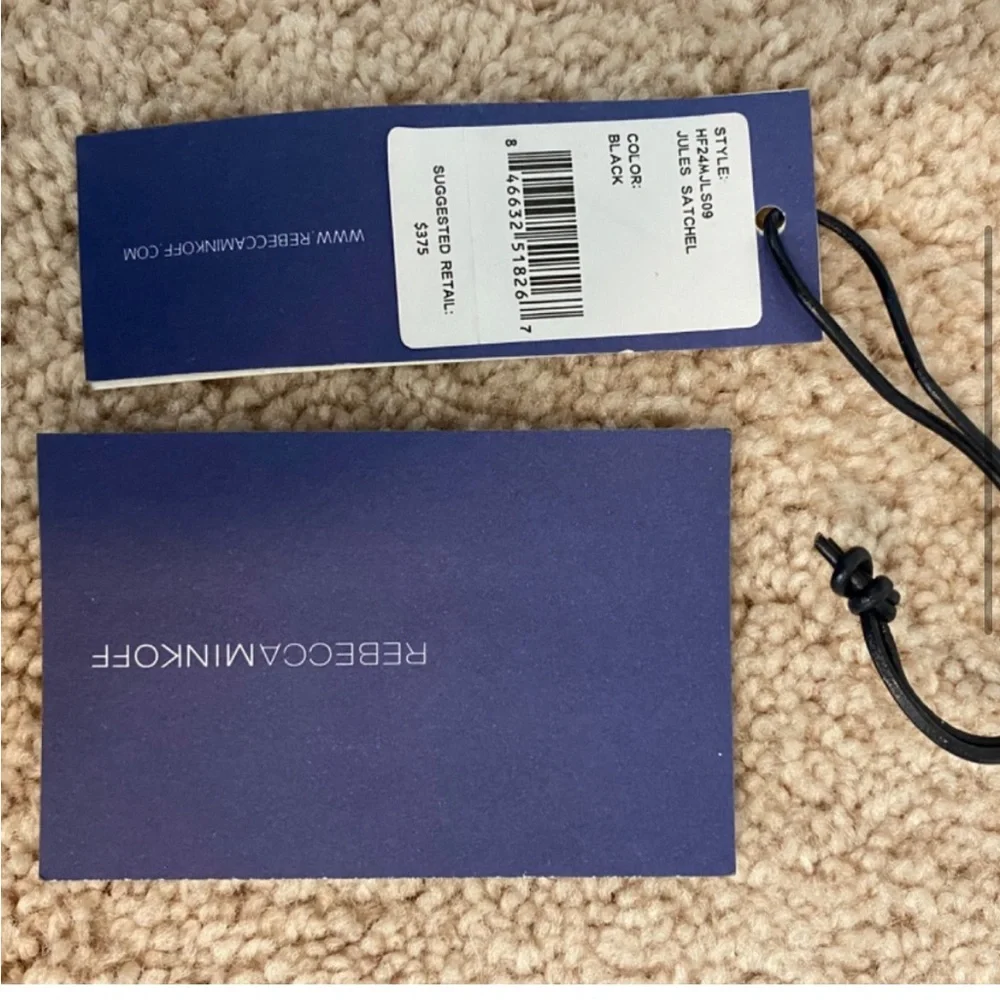 STYLE:
HF24MJLS09
JULES SATCHEL
COLOR:
BLACK
8 46632 51826 7
SUGGESTED RETAIL:
$375
WWW.REBECCAMINKOFF.COM
REBECCAMINKOFF